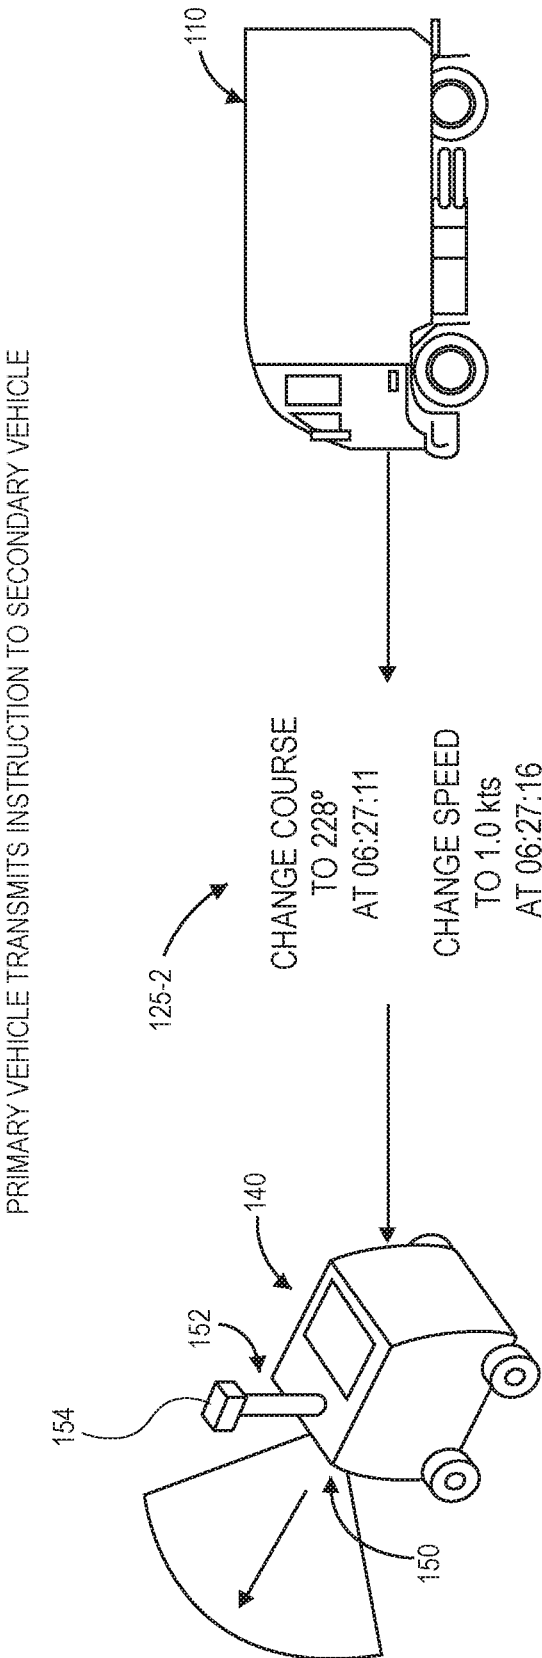 PRIMARY VEHICLE TRANSMITS INSTRUCTION TO SECONDARY VEHICLE
154
152
140
150
125-2
CHANGE COURSE
TO 228º
AT 06:27:11
CHANGE SPEED
TO 1.0 kts
AT 06:27:16
110